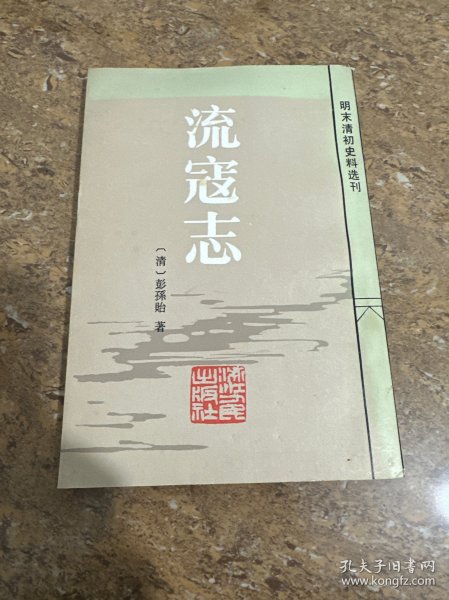 明末清初史料选刊
流寇志
〔清〕彭孫貽 著
浙江人民
出版社
孔夫子旧书网
www.kongfz.com